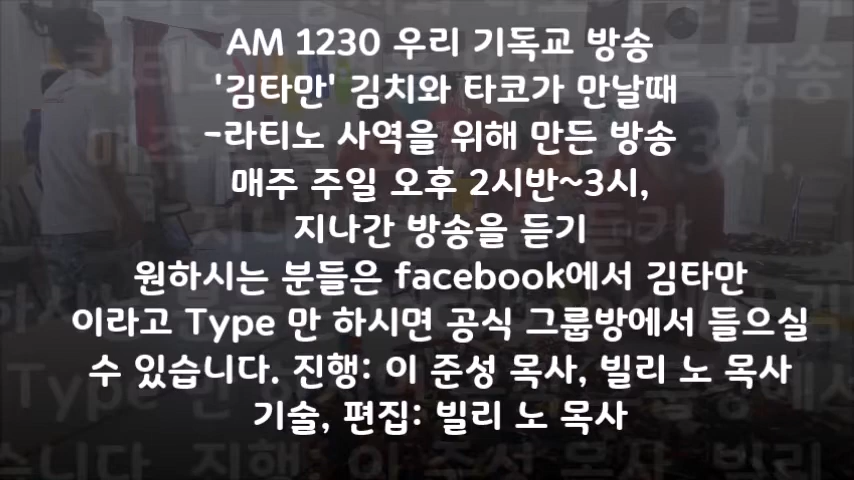 AM 1230 우리 기독교 방송
'김타만' 김치와 타코가 만날때
-라티노 사역을 위해 만든 방송
매주 주일 오후 2시반~3시,
지나간 방송을 듣기
원하시는 분들은 facebook에서 김타만
이라고 Type 만 하시면 공식 그룹방에서 들으실
수 있습니다. 진행: 이 준성 목사, 빌리 노 목사
기술, 편집: 빌리 노 목사